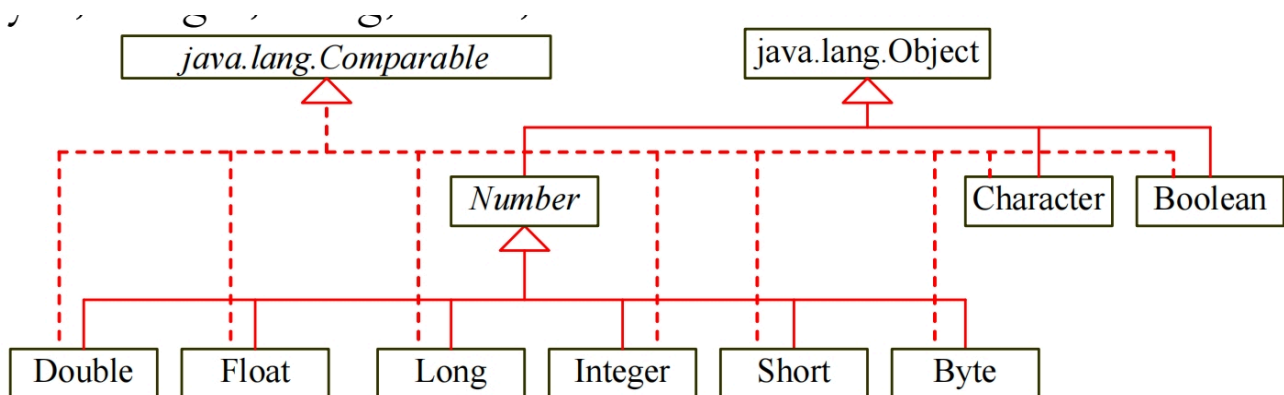 java.lang.Comparable
java.lang.Object
Number
Character
Boolean
Double
Float
Long
Integer
Short
Byte